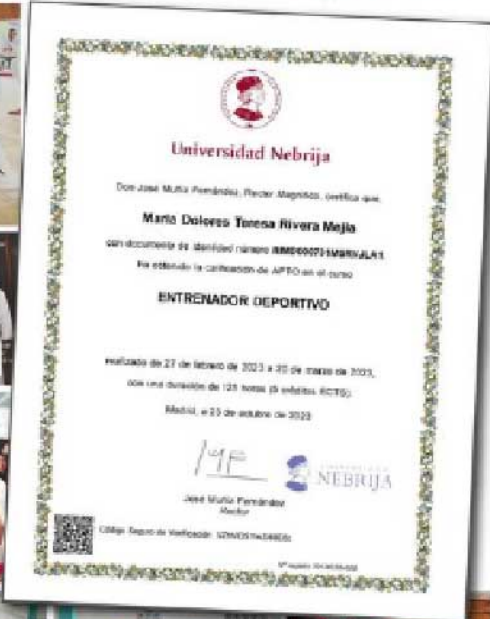 Universidad Nebrija
Don José Muñiz Fernández, Rector Magnífico, certifica que,
María Dolores Teresa Rivera Mejía
con documento de identidad número
Ha obtenido la calificación de APTO en el curso
ENTRENADOR DEPORTIVO
realizado de 27 de febrero de 2023 a 20 de marzo de 2023,
con una duración de horas créditos ECTS).
Madrid, a de octubre de 2023
UNIVERSIDAD
NEBRIJA
José Muñiz Fernández
Rector
Código Seguro de Verificación:
Nº registro